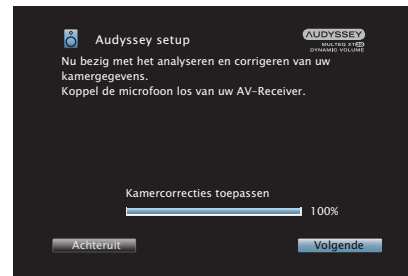 Audyssey setup
AUDYSSEY
MULTEQ XT32
DYNAMIC VOLUME
Nu bezig met het analyseren en corrigeren van uw
kamergegevens.
Koppel de microfoon los van uw AV-Receiver.
Kamercorrecties toepassen
100%
Achteruit
Volgende